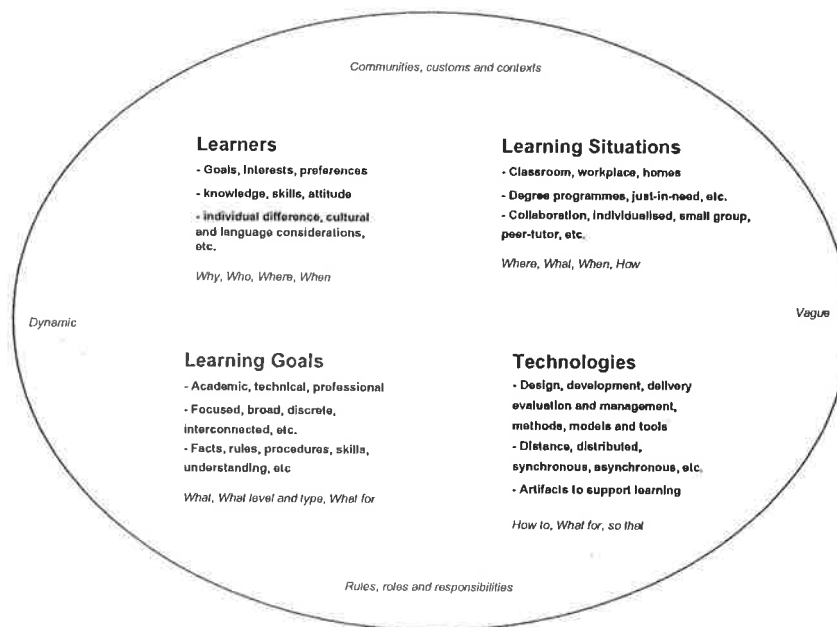 Communities, customs and contexts
Learners
- Goals, Interests, preferences
- knowledge, skills, attitude
- individual difference, cultural
and language considerations,
etc.
Why, Who, Where, When
Learning Situations
- Classroom, workplace, homes
- Degree programmes, just-in-need, etc.
- Collaboration, individualised, small group,
peer-tutor, etc.
Where, What, When, How
Dynamic
Vague
Learning Goals
- Academic, technical, professional
- Focused, broad, discrete,
interconnected, etc.
- Facts, rules, procedures, skills,
understanding, etc
What, What level and type, What for
Technologies
- Design, development, delivery
evaluation and management,
methods, models and tools
- Distance, distributed,
synchronous, asynchronous, etc.
- Artifacts to support learning
How to, What for, so that
Rules, roles and responsibilities